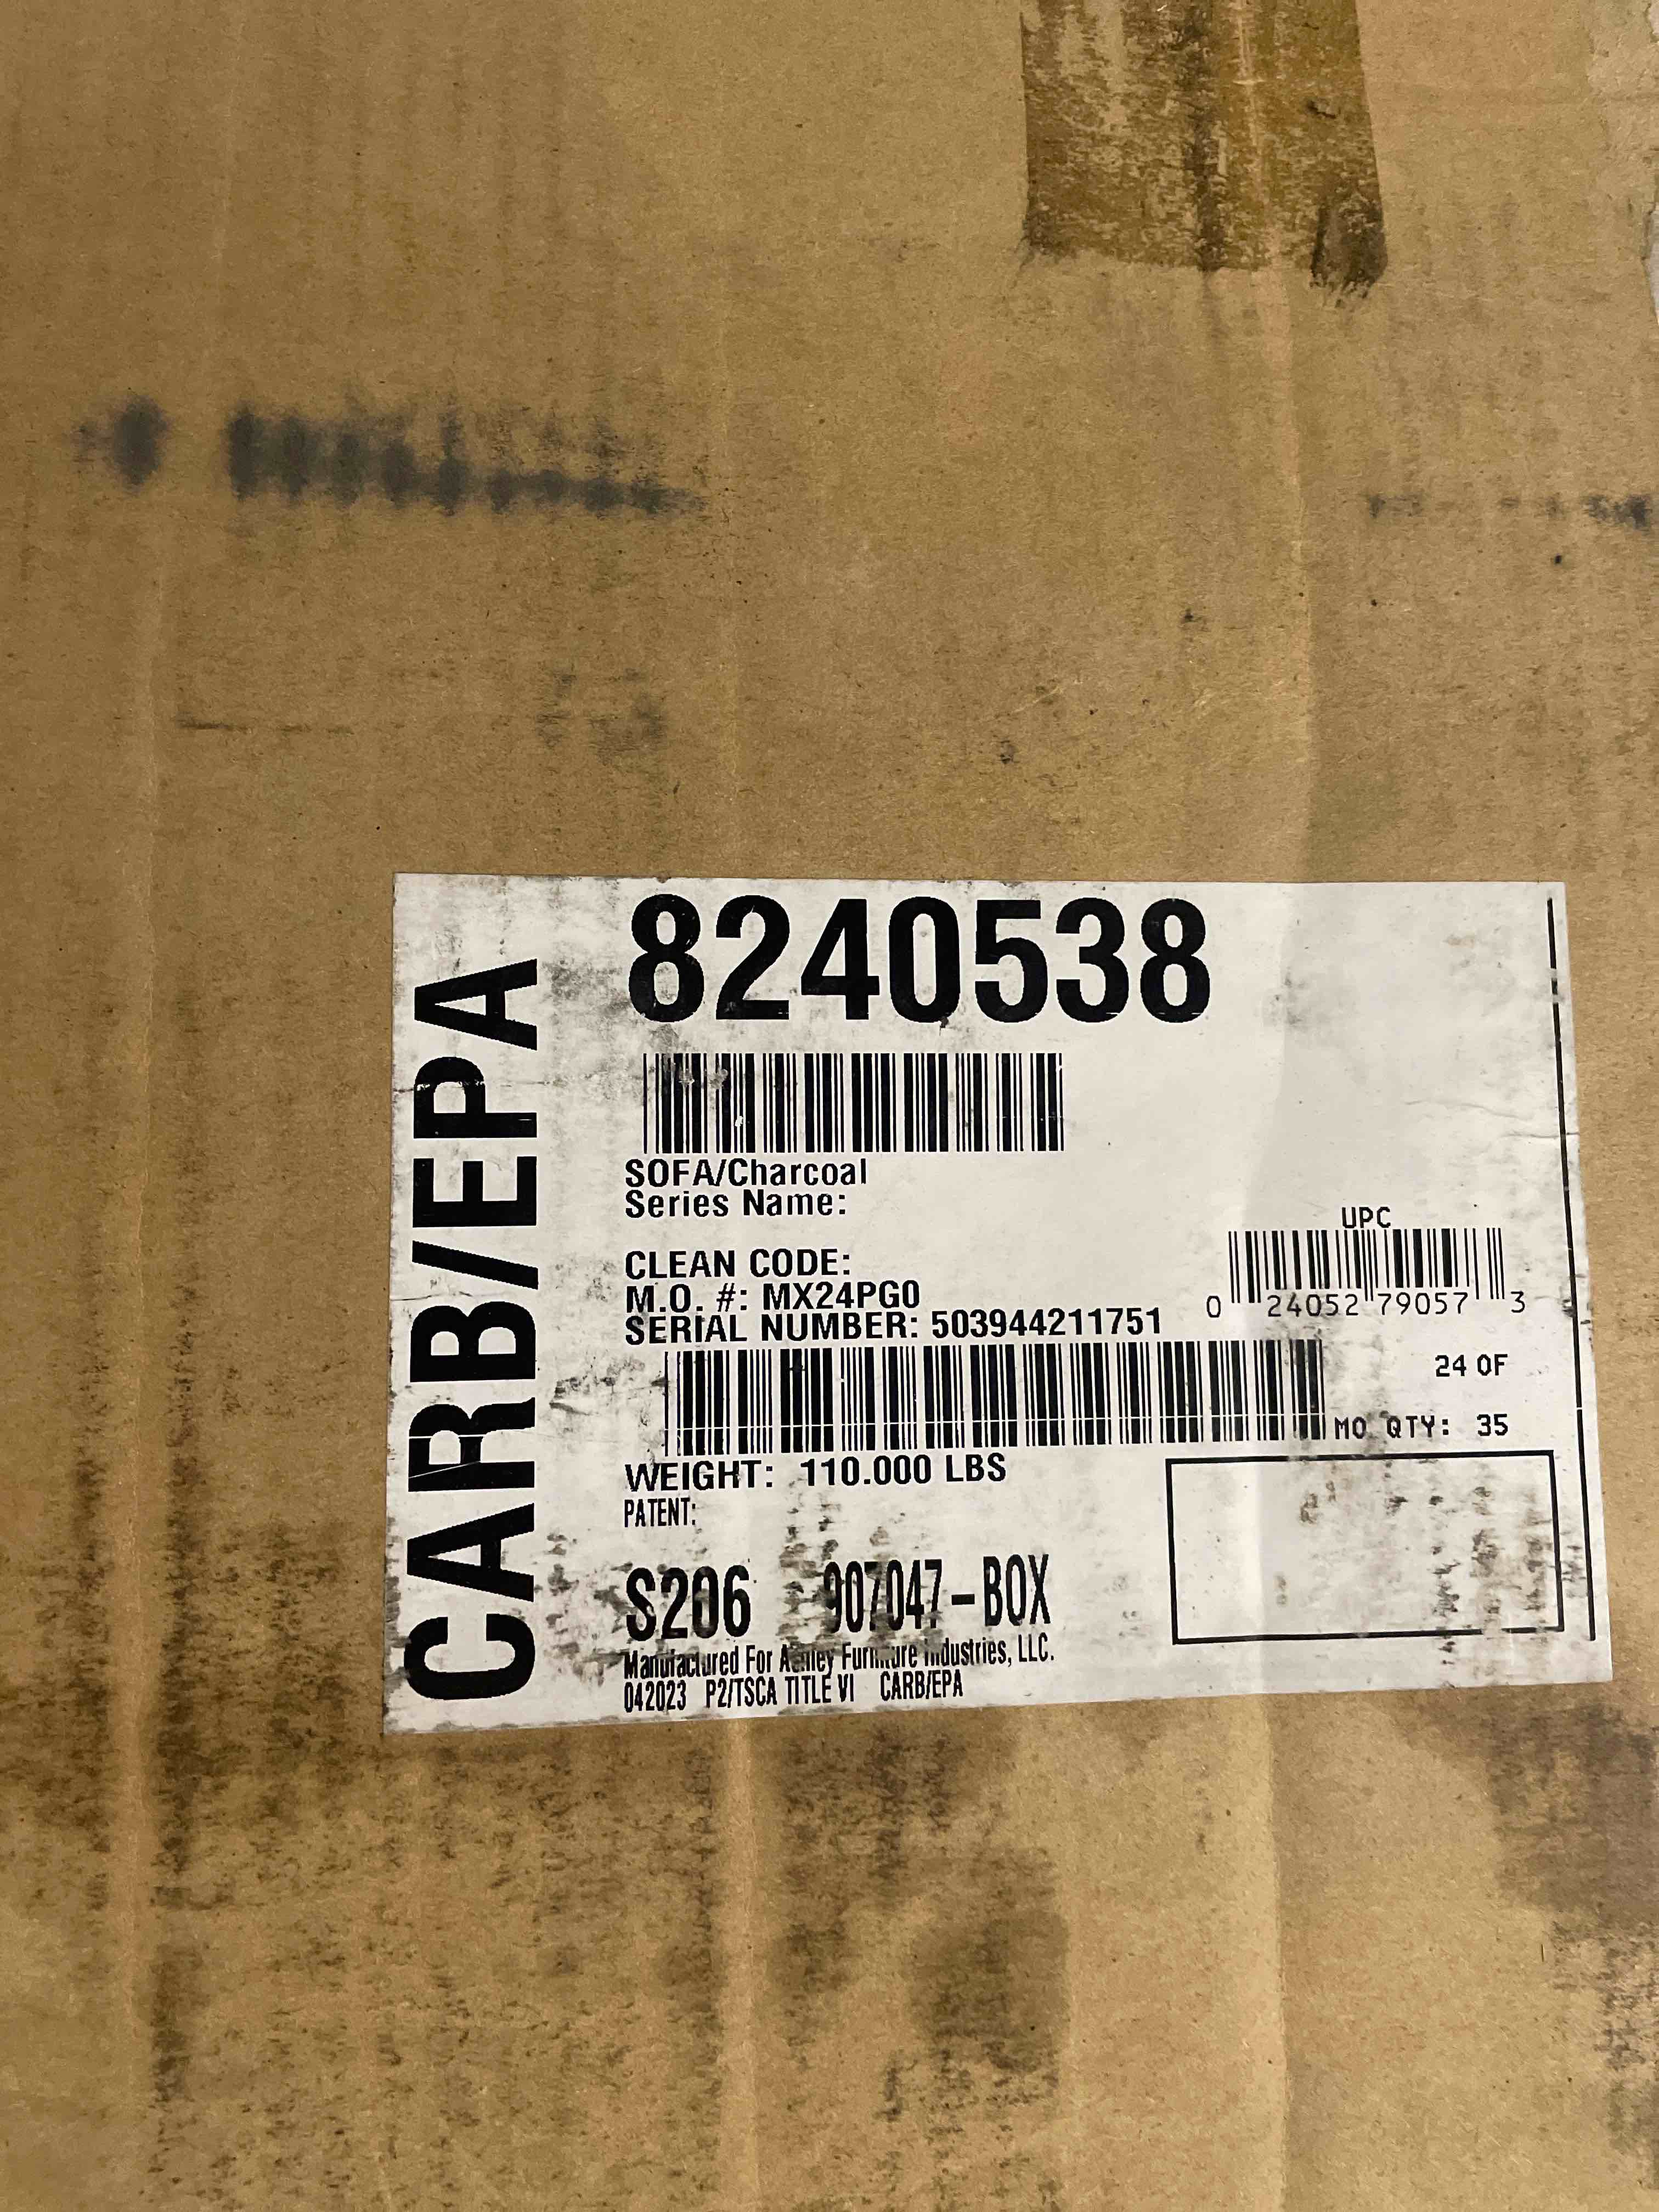 CARB/EPA
8240538
SOFA/Charcoal
Series Name:
CLEAN CODE:
M.O. #: MX24PG0
SERIAL NUMBER: 503944211751
UPC
0 24052 79057 3
24 OF
MO QTY: 35
WEIGHT: 110.000 LBS
PATENT:
S206 907047-BOX
Manufactured For Ashley Furniture Industries, LLC.
042023 P2/TSCA TITLE VI CARB/EPA